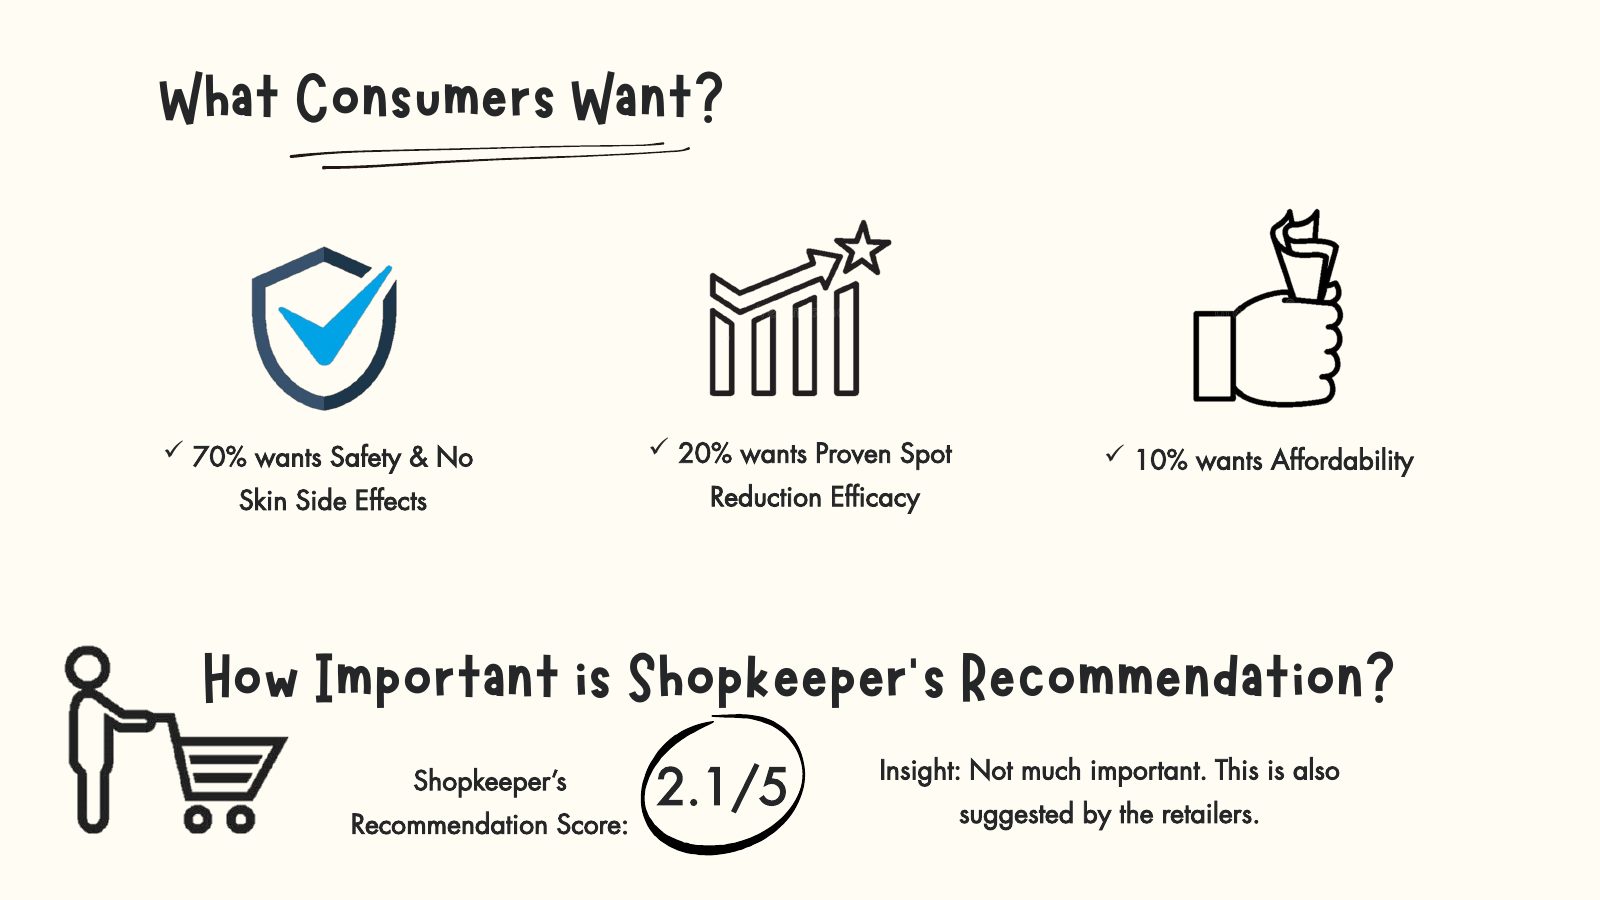 What Consumers Want?
✓ 70% wants Safety & No
Skin Side Effects
✓ 20% wants Proven Spot
Reduction Efficacy
✓ 10% wants Affordability
How Important is Shopkeeper's Recommendation?
Shopkeeper’s
Recommendation Score:
2.1/5
Insight: Not much important. This is also
suggested by the retailers.